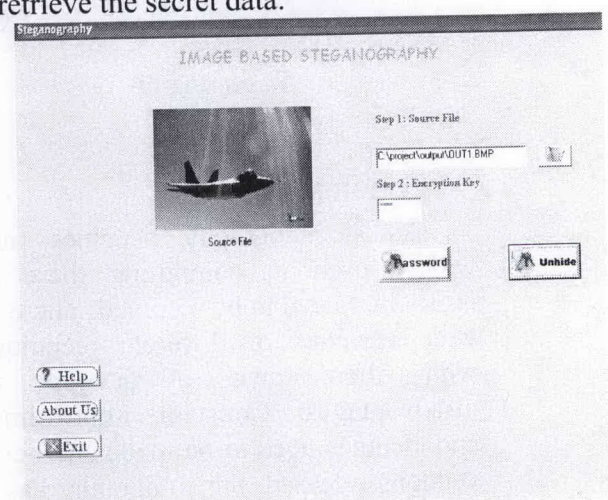 retrieve the secret data.
Steganography
IMAGE BASED STEGANOGRAPHY
Step 1: Source File
C:\project\output\OUT1.BMP
Step 2 : Encryption Key
Source File
Password
Unhide
? Help
About Us
Exit